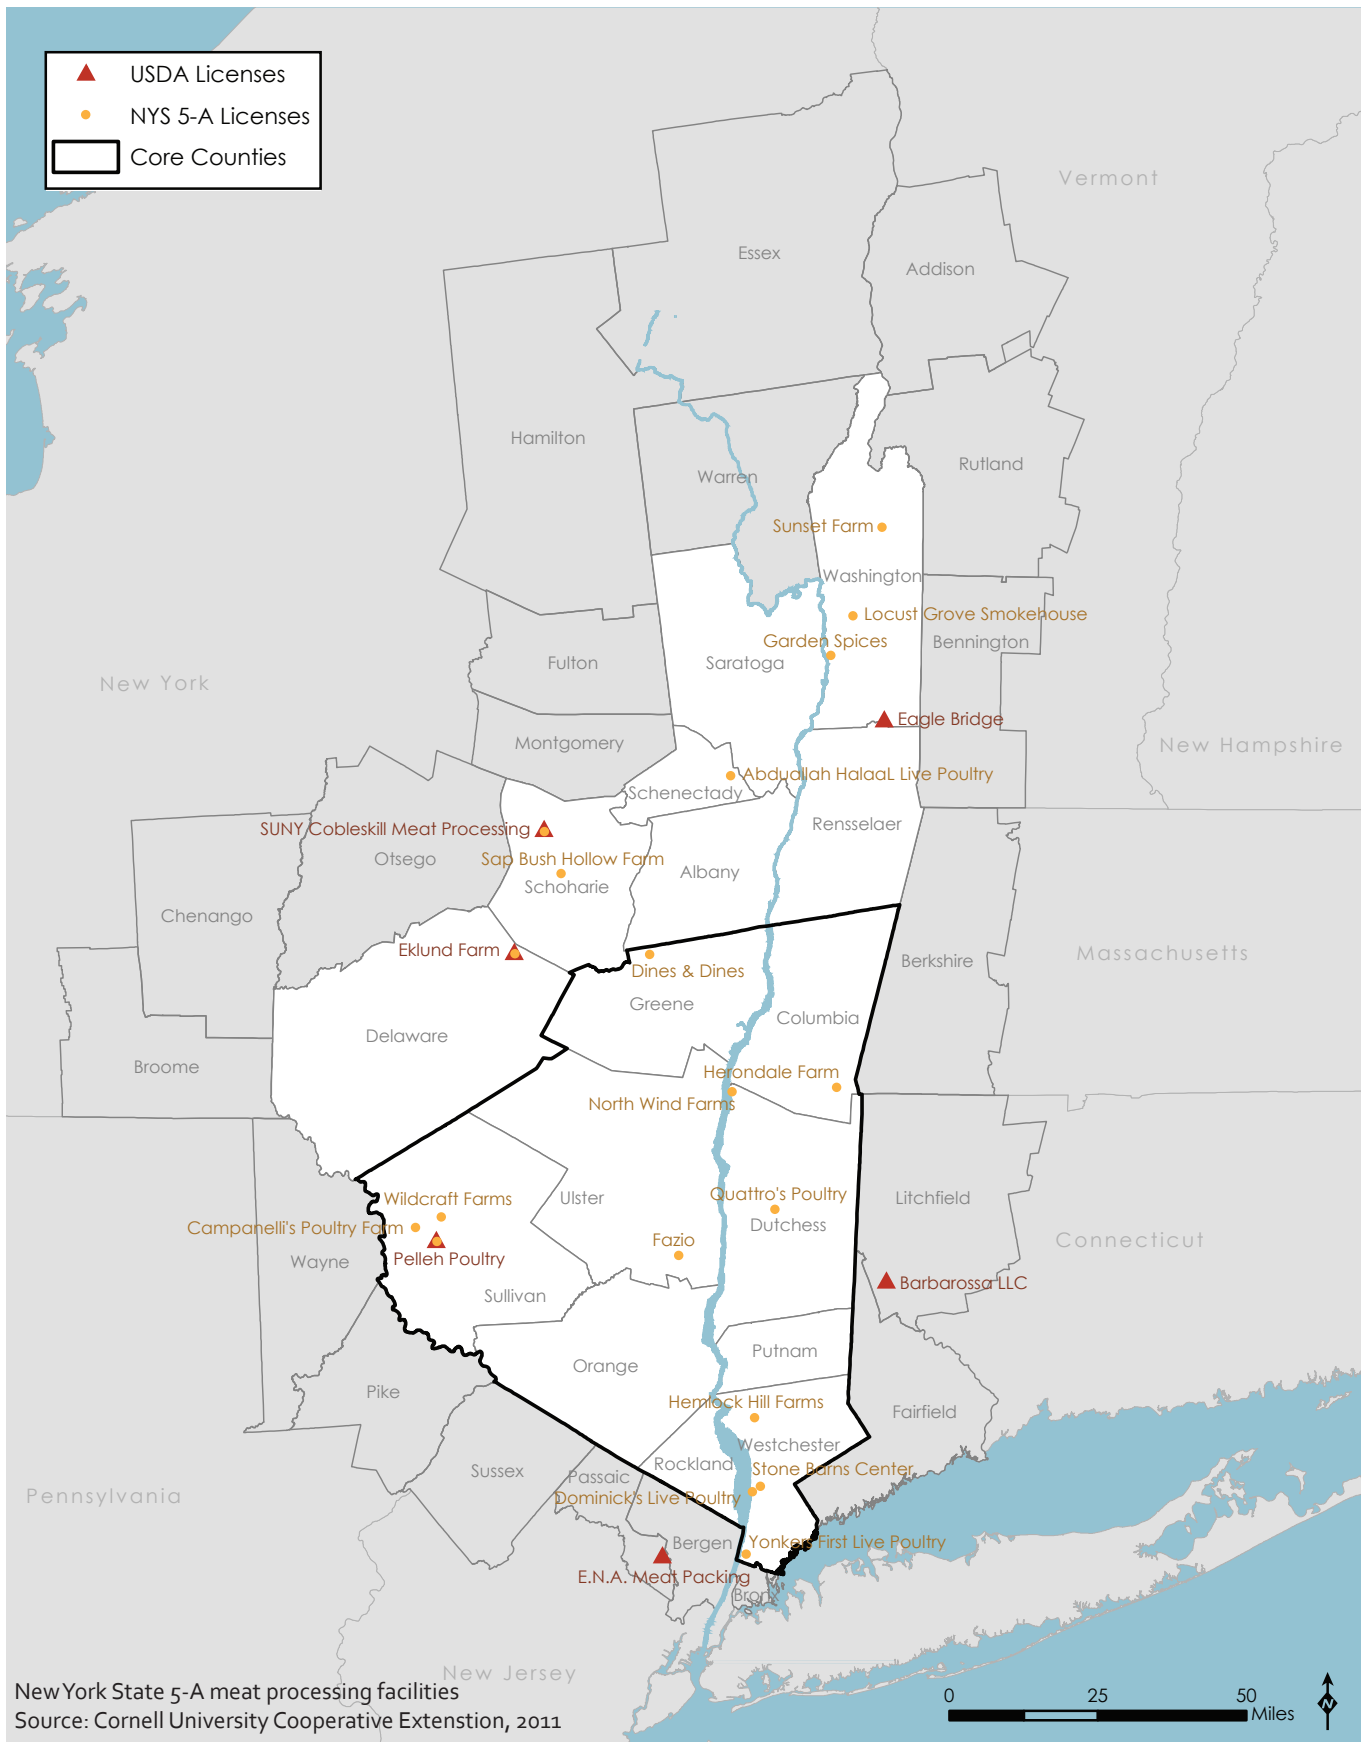 USDA Licenses
NYS 5-A Licenses
Core Counties
Vermont
Essex
Addison
Hamilton
Rutland
Warren
Sunset Farm
Washington
Locust Grove Smokehouse
Garden Spices
Bennington
Fulton
Saratoga
New York
Eagle Bridge
Montgomery
New Hampshire
Abduallah HalaaL Live Poultry
Schenectady
Rensselaer
SUNY Cobleskill Meat Processing
Otsego
Sap Bush Hollow Farm
Albany
Schoharie
Chenango
Eklund Farm
Massachusetts
Berkshire
Dines & Dines
Greene
Columbia
Delaware
Broome
Herondale Farm
North Wind Farms
Wildcraft Farms
Ulster
Quattro's Poultry
Litchfield
Campanelli's Poultry Farm
Dutchess
Fazio
Connecticut
Wayne
Pelleh Poultry
Barbarossa LLC
Sullivan
Putnam
Orange
Pike
Hemlock Hill Farms
Fairfield
Westchester
Rockland
Stone Barns Center
Sussex
Passaic
Pennsylvania
Dominick's Live Poultry
Bergen
Yonkers First Live Poultry
E.N.A. Meat Packing
Bronx
New Jersey
New York State 5-A meat processing facilities
Source: Cornell University Cooperative Extenstion, 2011
0 25 50
Miles
N